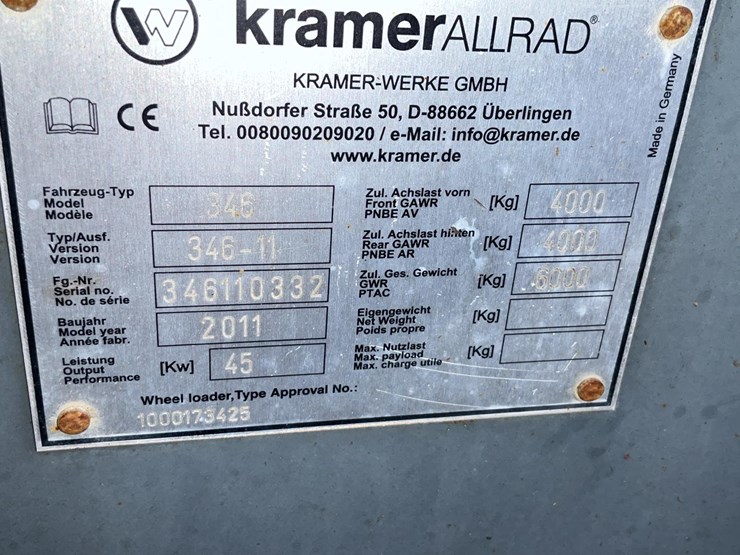 kramerALLRAD®
KRAMER-WERKE GMBH
Nußdorfer Straße 50, D-88662 Überlingen
Tel. 0080090209020 / e-Mail: info@kramer.de
www.kramer.de
Made in Germany
CE
Fahrzeug-Typ
Model
Modèle
346
Typ/Ausf.
Version
Version
346-11
Fg.-Nr.
Serial no.
No. de série
346110332
Baujahr
Model year
Année fabr.
2011
Leistung
Output
Performance
[Kw] 45
Zul. Achslast vorn
Front GAWR
PNBE AV
[Kg] 4000
Zul. Achslast hinten
Rear GAWR
PNBE AR
[Kg] 4000
Zul. Ges. Gewicht
GWR
PTAC
[Kg] 6000
Eigengewicht
Net Weight
Poids propre
[Kg]
Max. Nutzlast
Max. payload
Max. charge utile
[Kg]
Wheel loader,Type Approval No.:
1000173425